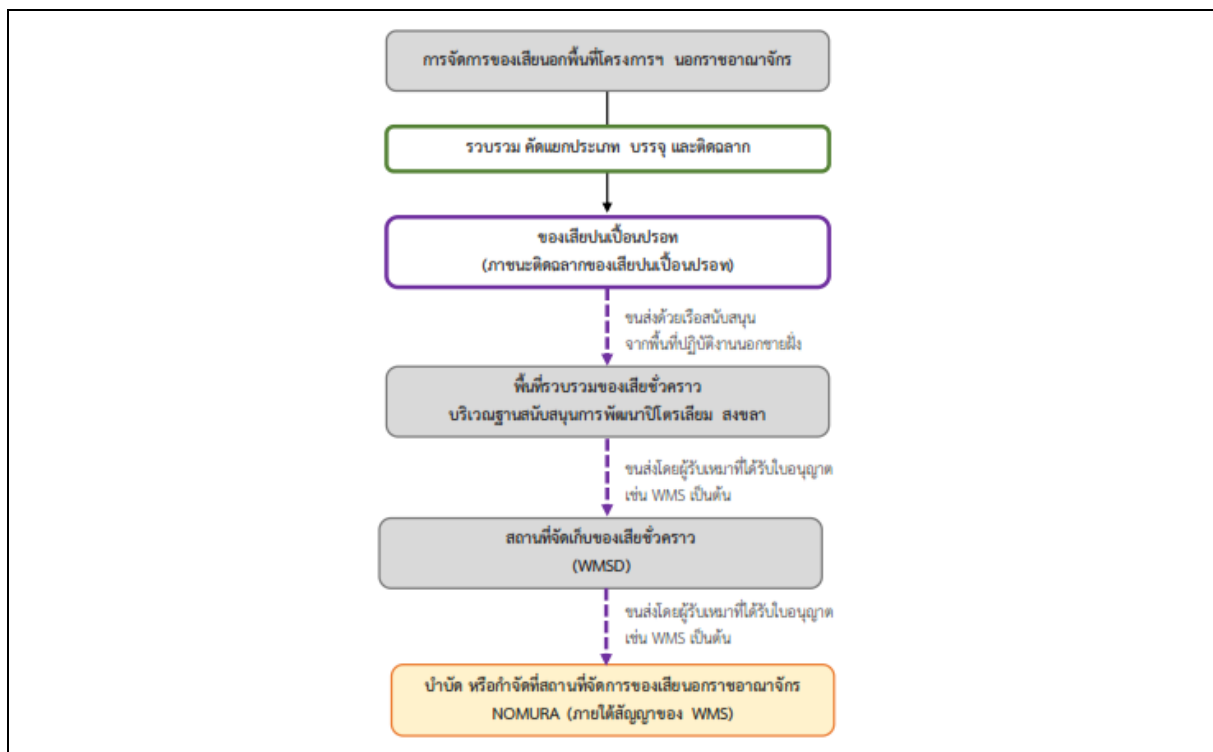 การจัดการของเสียนอกพื้นที่โครงการฯ นอกราชอาณาจักร
รวบรวม คัดแยกประเภท บรรจุ และติดฉลาก
ของเสียปนเปื้อนปรอท
(ภาชนะติดฉลากของเสียปนเปื้อนปรอท)
ขนส่งด้วยเรือสนับสนุน
จากพื้นที่ปฏิบัติงานนอกชายฝั่ง
พื้นที่รวบรวมของเสียชั่วคราว
บริเวณฐานสนับสนุนการพัฒนาปิโตรเลียม สงขลา
ขนส่งโดยผู้รับเหมาที่ได้รับใบอนุญาต
เช่น WMS เป็นต้น
สถานที่จัดเก็บของเสียชั่วคราว
(WMSD)
ขนส่งโดยผู้รับเหมาที่ได้รับใบอนุญาต
เช่น WMS เป็นต้น
บำบัด หรือกำจัดที่สถานที่จัดการของเสียนอกราชอาณาจักร
NOMURA (ภายใต้สัญญาของ WMS)